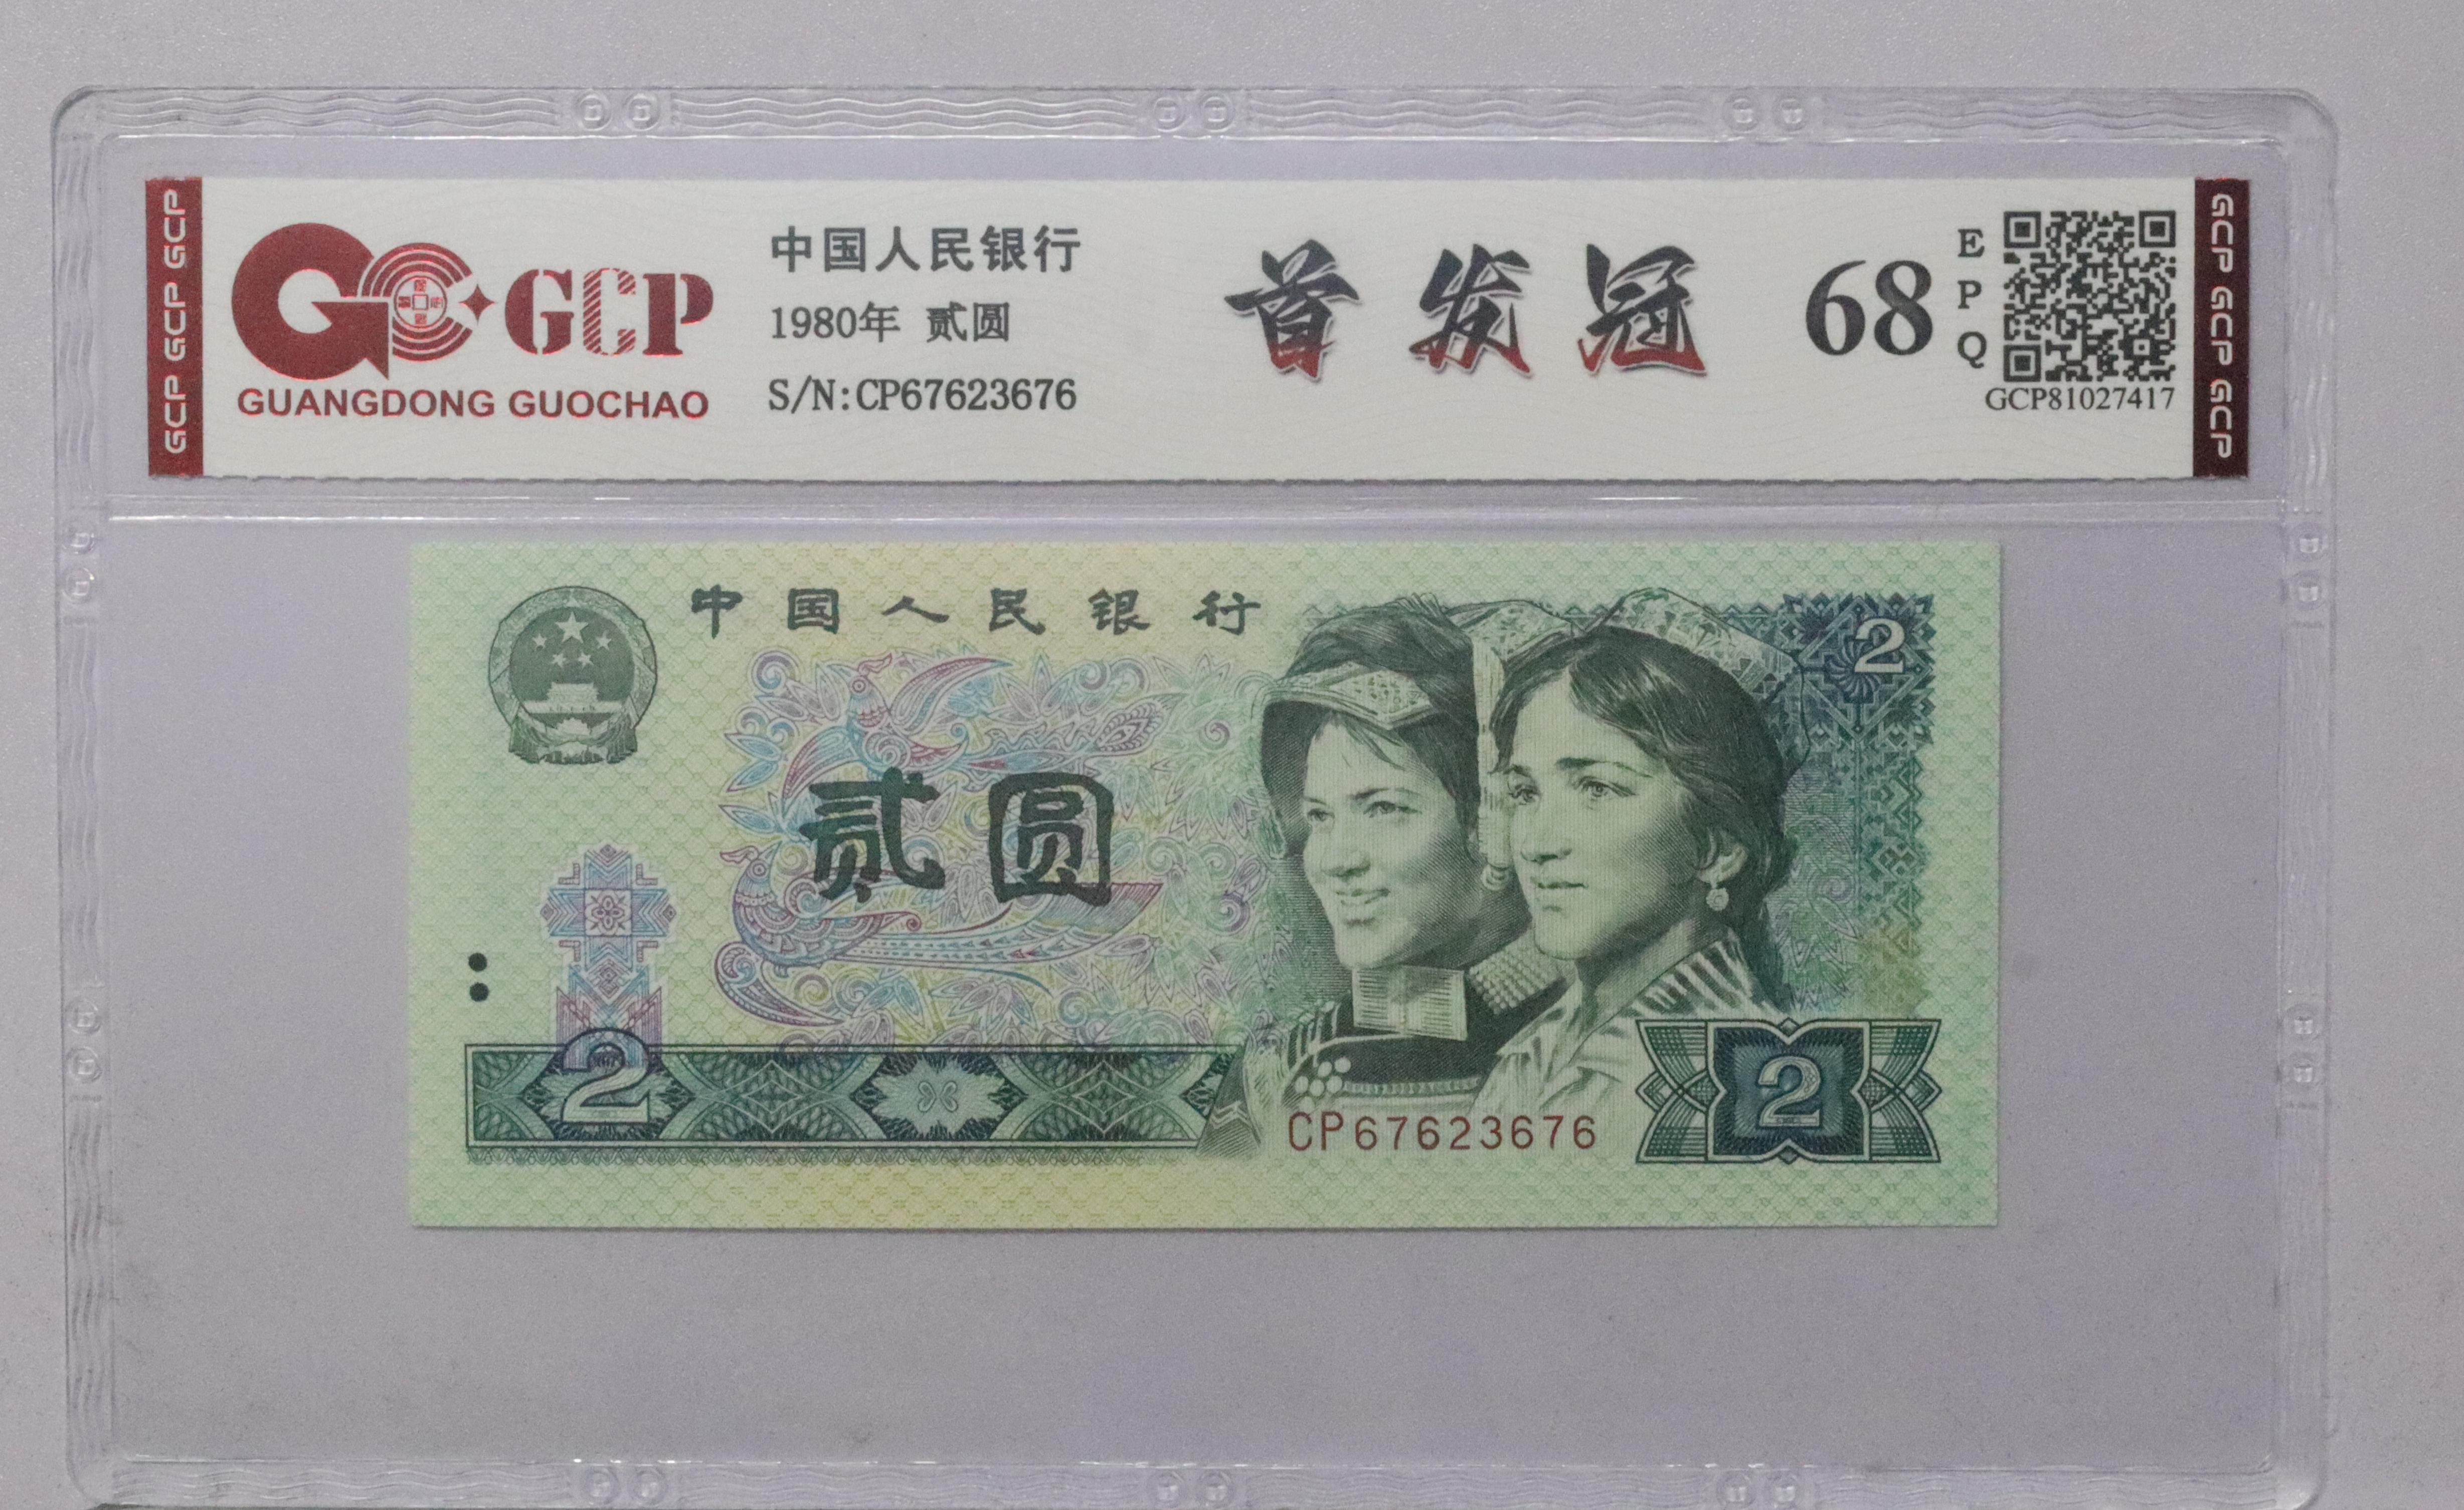 GCP GCP GCP
GCP
GUANGDONG GUOCHAO
中国人民银行
1980年 贰圆
S/N:CP67623676
首发冠
68
EPQ
GCP81027417
GCP GCP GCP
中国人民银行
2
贰圆
2
CP67623676
2